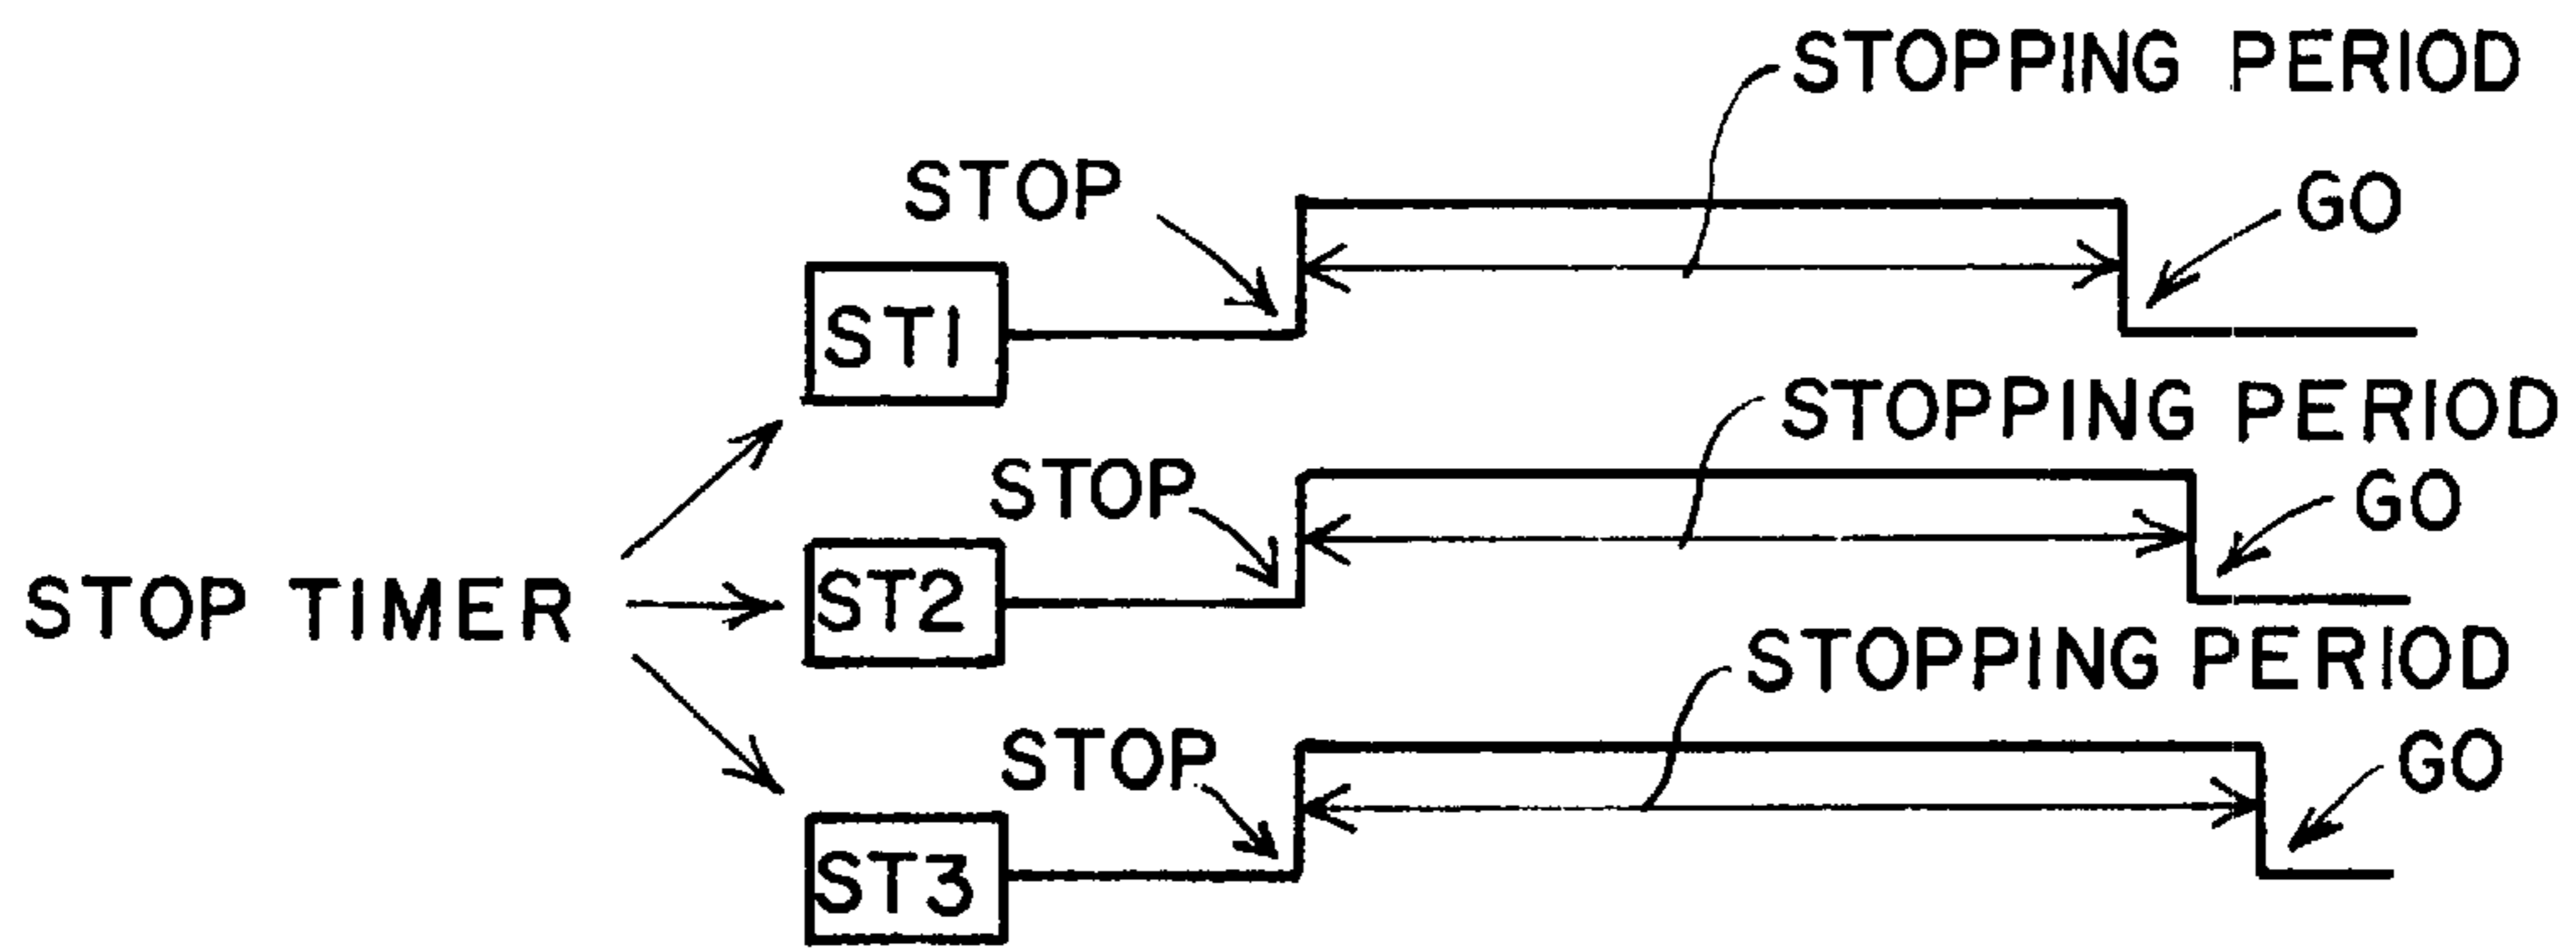 STOPPING PERIOD
STOP
GO
ST1
STOPPING PERIOD
STOP
GO
STOP TIMER
ST2
STOPPING PERIOD
STOP
GO
ST3